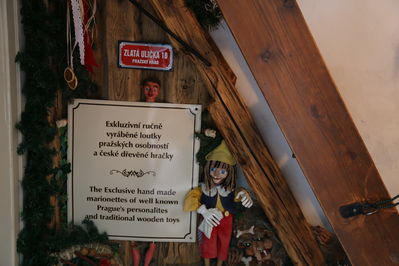 ZLATÁ ULIČKA 18
PRAŽSKÝ HRAD
Exkluzivní ručně
vyráběné loutky
pražských osobností
a české dřevěné hračky
The Exclusive hand made
marionettes of well known
Prague's personalites
and traditional wooden toys